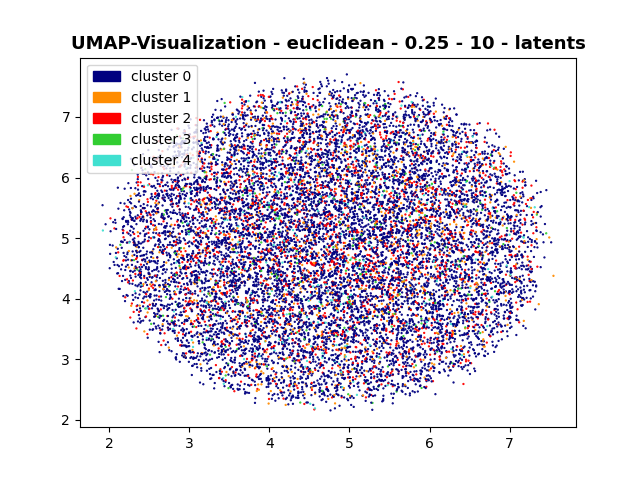 UMAP-Visualization - euclidean - 0.25 - 10 - latents
cluster 0
cluster 1
cluster 2
cluster 3
cluster 4
7
6
5
4
3
2
2 3 4 5 6 7